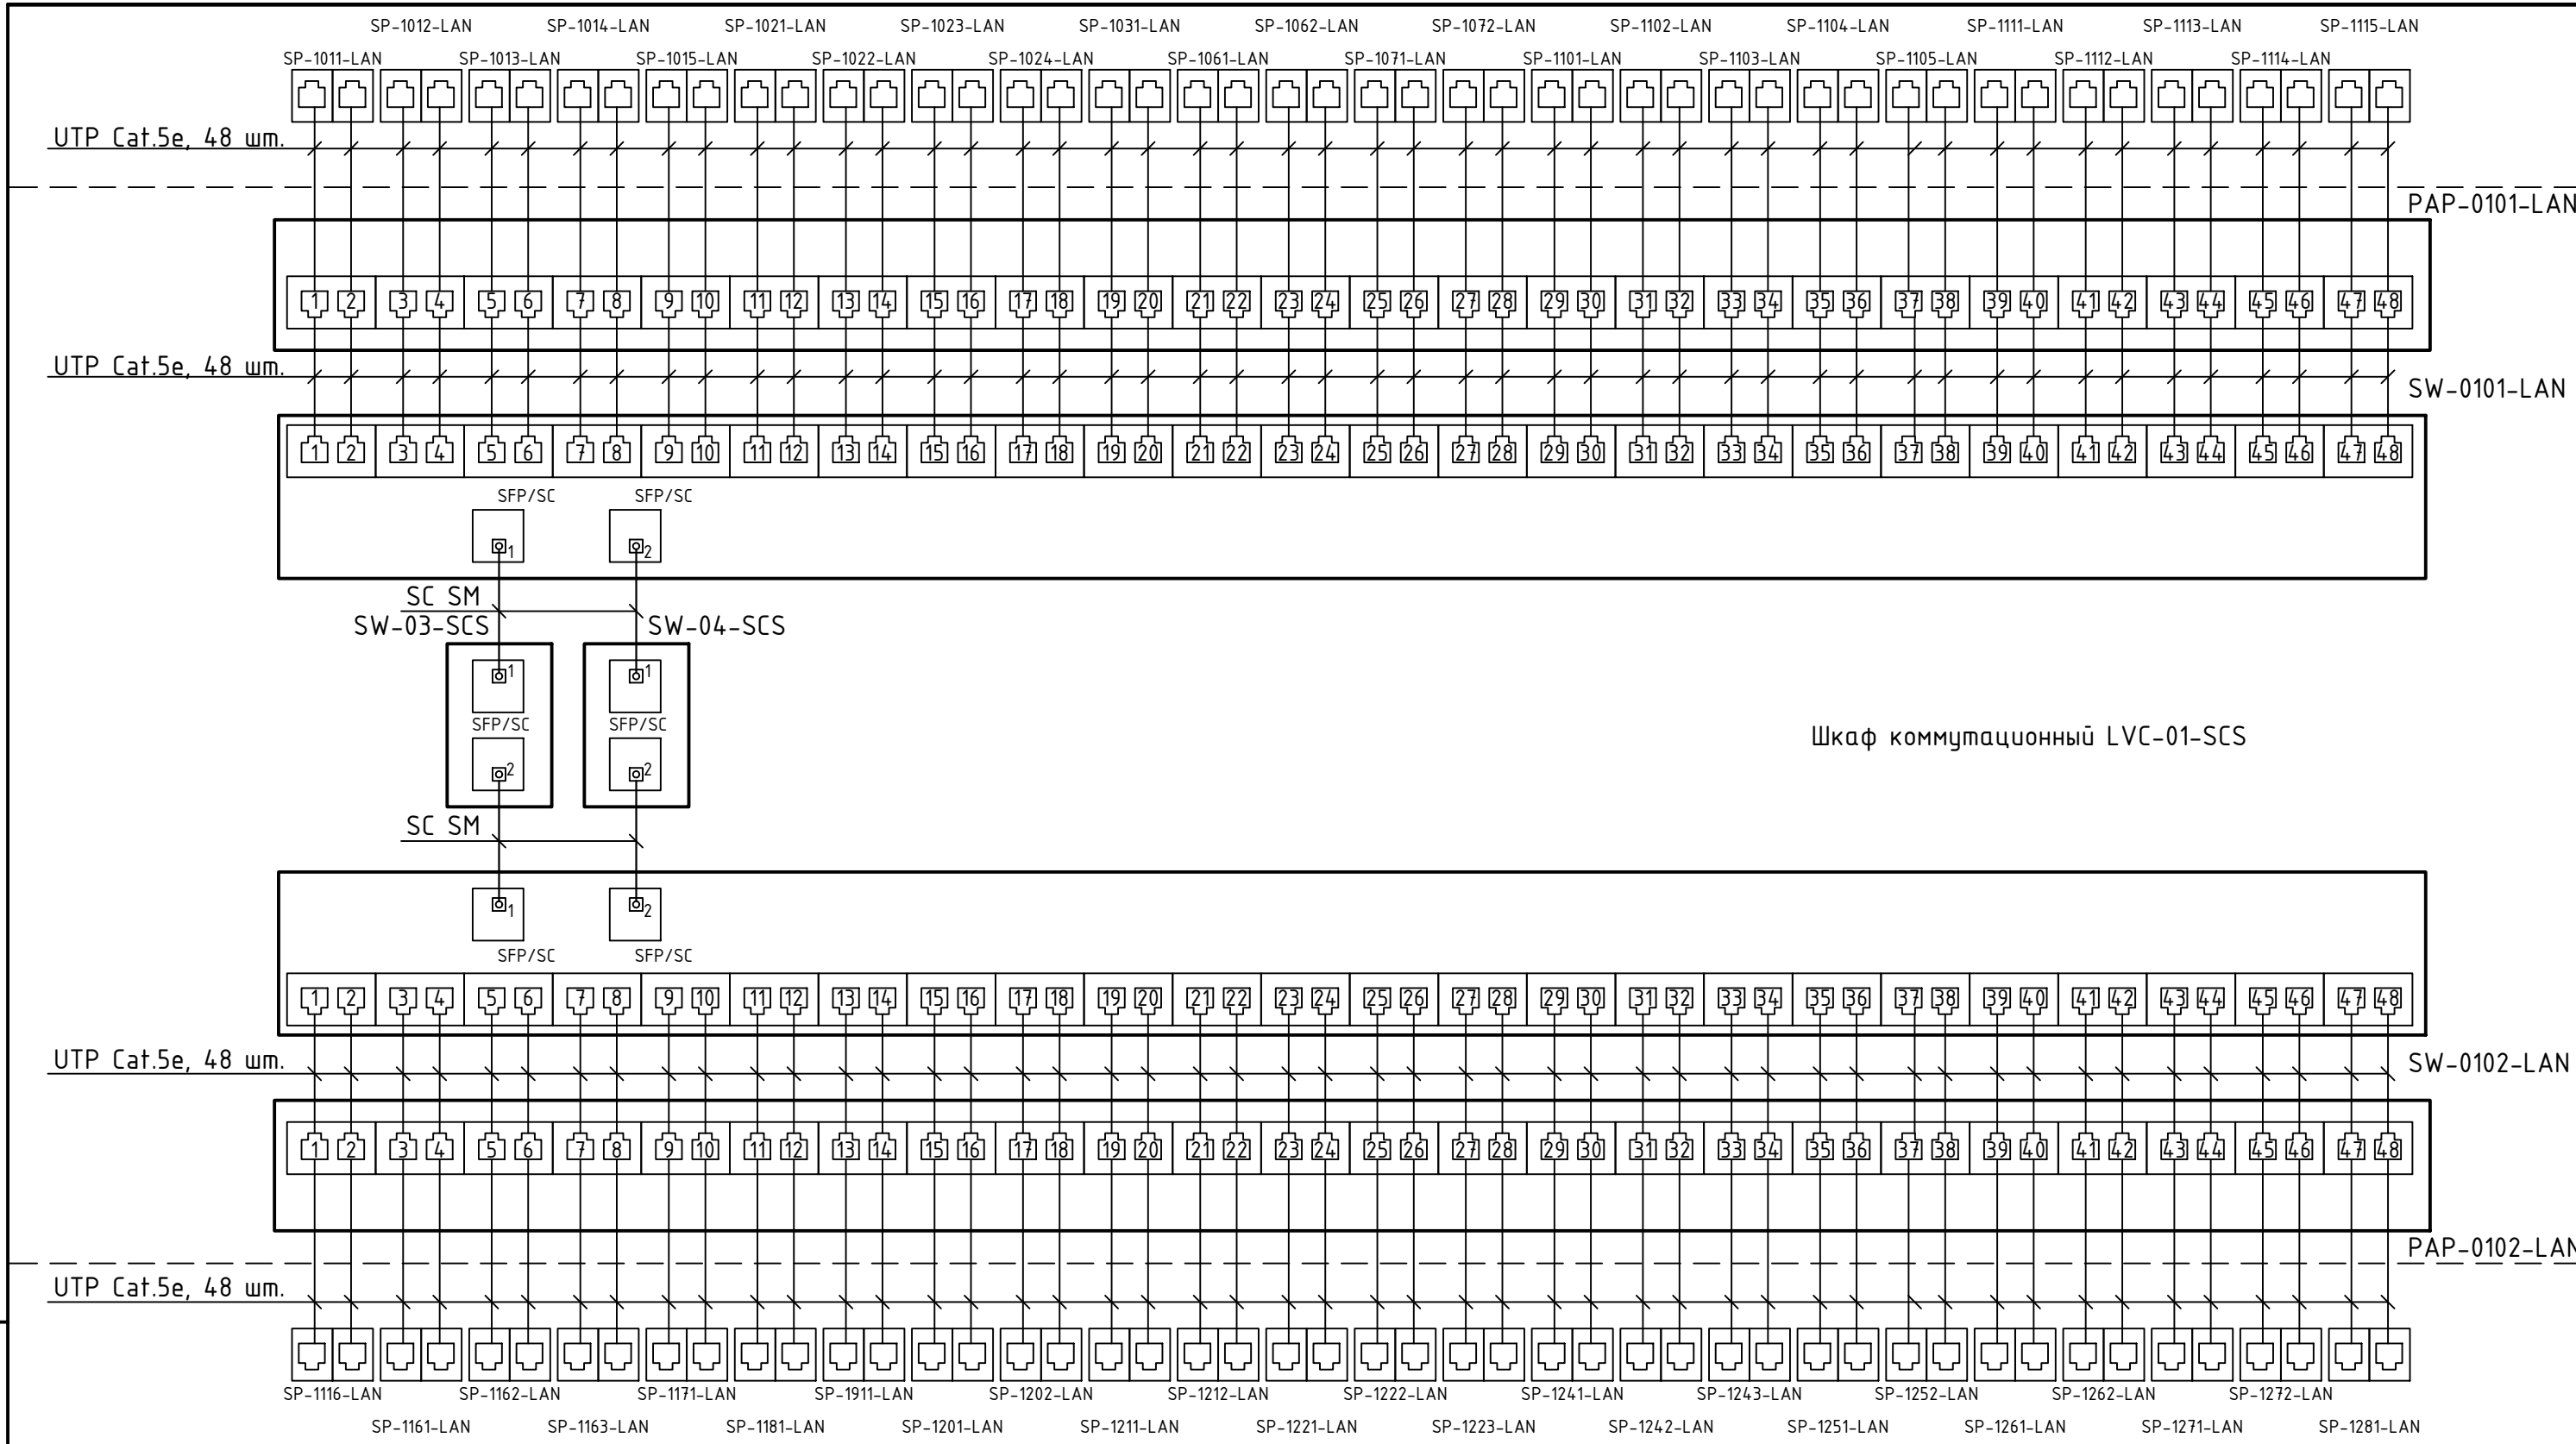 SP-1012-LAN SP-1014-LAN SP-1021-LAN SP-1023-LAN SP-1031-LAN SP-1062-LAN SP-1072-LAN SP-1102-LAN SP-1104-LAN SP-1111-LAN SP-1113-LAN SP-1115-LAN
SP-1011-LAN SP-1013-LAN SP-1015-LAN SP-1022-LAN SP-1024-LAN SP-1061-LAN SP-1071-LAN SP-1101-LAN SP-1103-LAN SP-1105-LAN SP-1112-LAN SP-1114-LAN
UTP Cat.5e, 48 шт.
PAP-0101-LAN
1 2 3 4 5 6 7 8 9 10 11 12 13 14 15 16 17 18 19 20 21 22 23 24 25 26 27 28 29 30 31 32 33 34 35 36 37 38 39 40 41 42 43 44 45 46 47 48
UTP Cat.5e, 48 шт.
SW-0101-LAN
1 2 3 4 5 6 7 8 9 10 11 12 13 14 15 16 17 18 19 20 21 22 23 24 25 26 27 28 29 30 31 32 33 34 35 36 37 38 39 40 41 42 43 44 45 46 47 48
SFP/SC SFP/SC
1 2
SC SM
SW-03-SCS SW-04-SCS
1 1
SFP/SC SFP/SC
Шкаф коммутационный LVC-01-SCS
2 2
SC SM
1 2
SFP/SC SFP/SC
1 2 3 4 5 6 7 8 9 10 11 12 13 14 15 16 17 18 19 20 21 22 23 24 25 26 27 28 29 30 31 32 33 34 35 36 37 38 39 40 41 42 43 44 45 46 47 48
UTP Cat.5e, 48 шт.
SW-0102-LAN
1 2 3 4 5 6 7 8 9 10 11 12 13 14 15 16 17 18 19 20 21 22 23 24 25 26 27 28 29 30 31 32 33 34 35 36 37 38 39 40 41 42 43 44 45 46 47 48
PAP-0102-LAN
UTP Cat.5e, 48 шт.
SP-1116-LAN SP-1162-LAN SP-1171-LAN SP-1911-LAN SP-1202-LAN SP-1212-LAN SP-1222-LAN SP-1241-LAN SP-1243-LAN SP-1252-LAN SP-1262-LAN SP-1272-LAN
SP-1161-LAN SP-1163-LAN SP-1181-LAN SP-1201-LAN SP-1211-LAN SP-1221-LAN SP-1223-LAN SP-1242-LAN SP-1251-LAN SP-1261-LAN SP-1271-LAN SP-1281-LAN